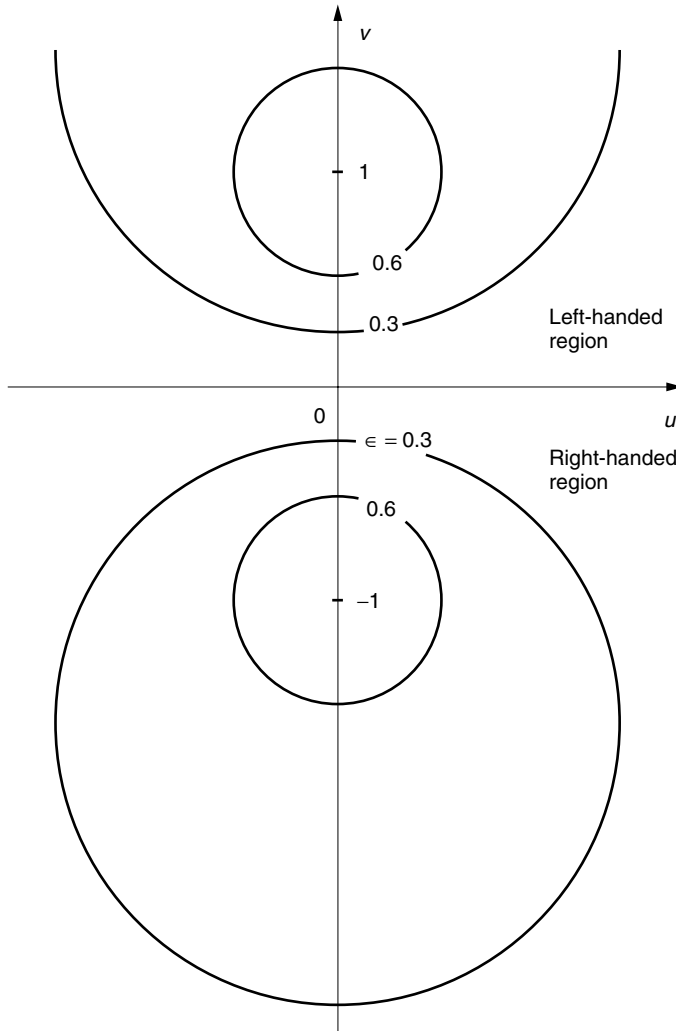 v
1
0.6
0.3
Left-handed
region
0
u
ϵ = 0.3
Right-handed
region
0.6
−1